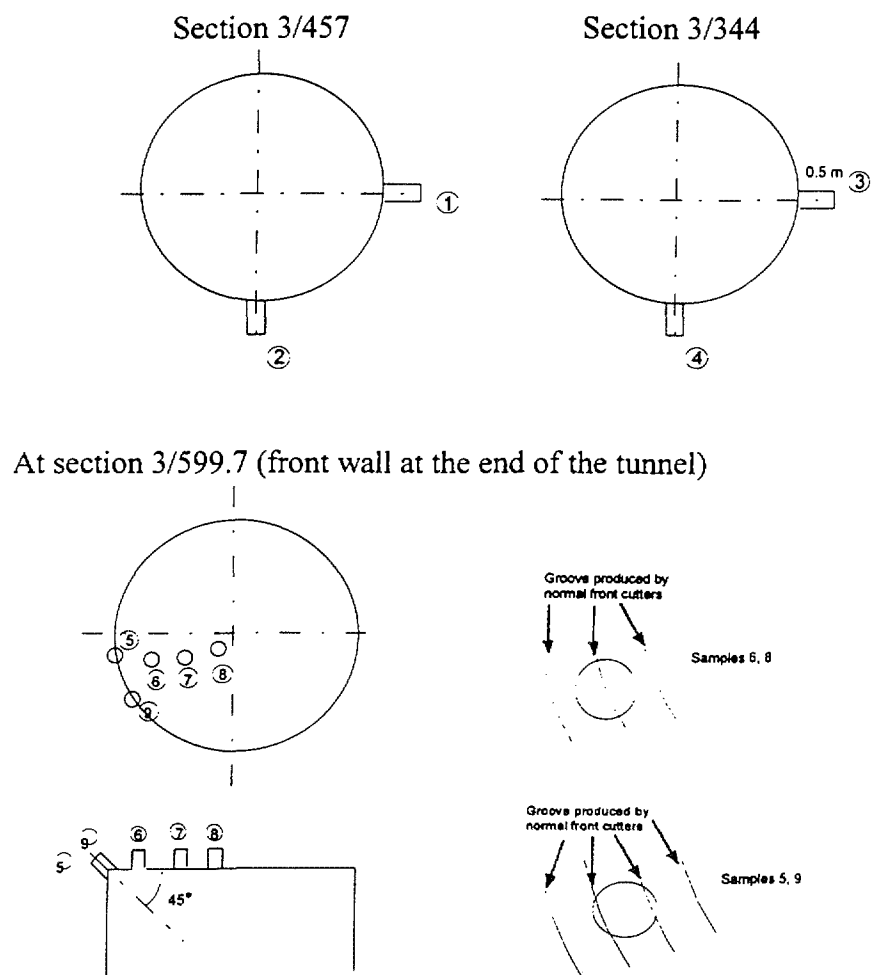 Section 3/457
Section 3/344
①
0.5 m ③
②
④
At section 3/599.7 (front wall at the end of the tunnel)
⑤
⑥ ⑦ ⑧
⑨
Groove produced by
normal front cutters
Samples 6, 8
⑥ ⑦ ⑧
9
5
45°
Groove produced by
normal front cutters
Samples 5, 9